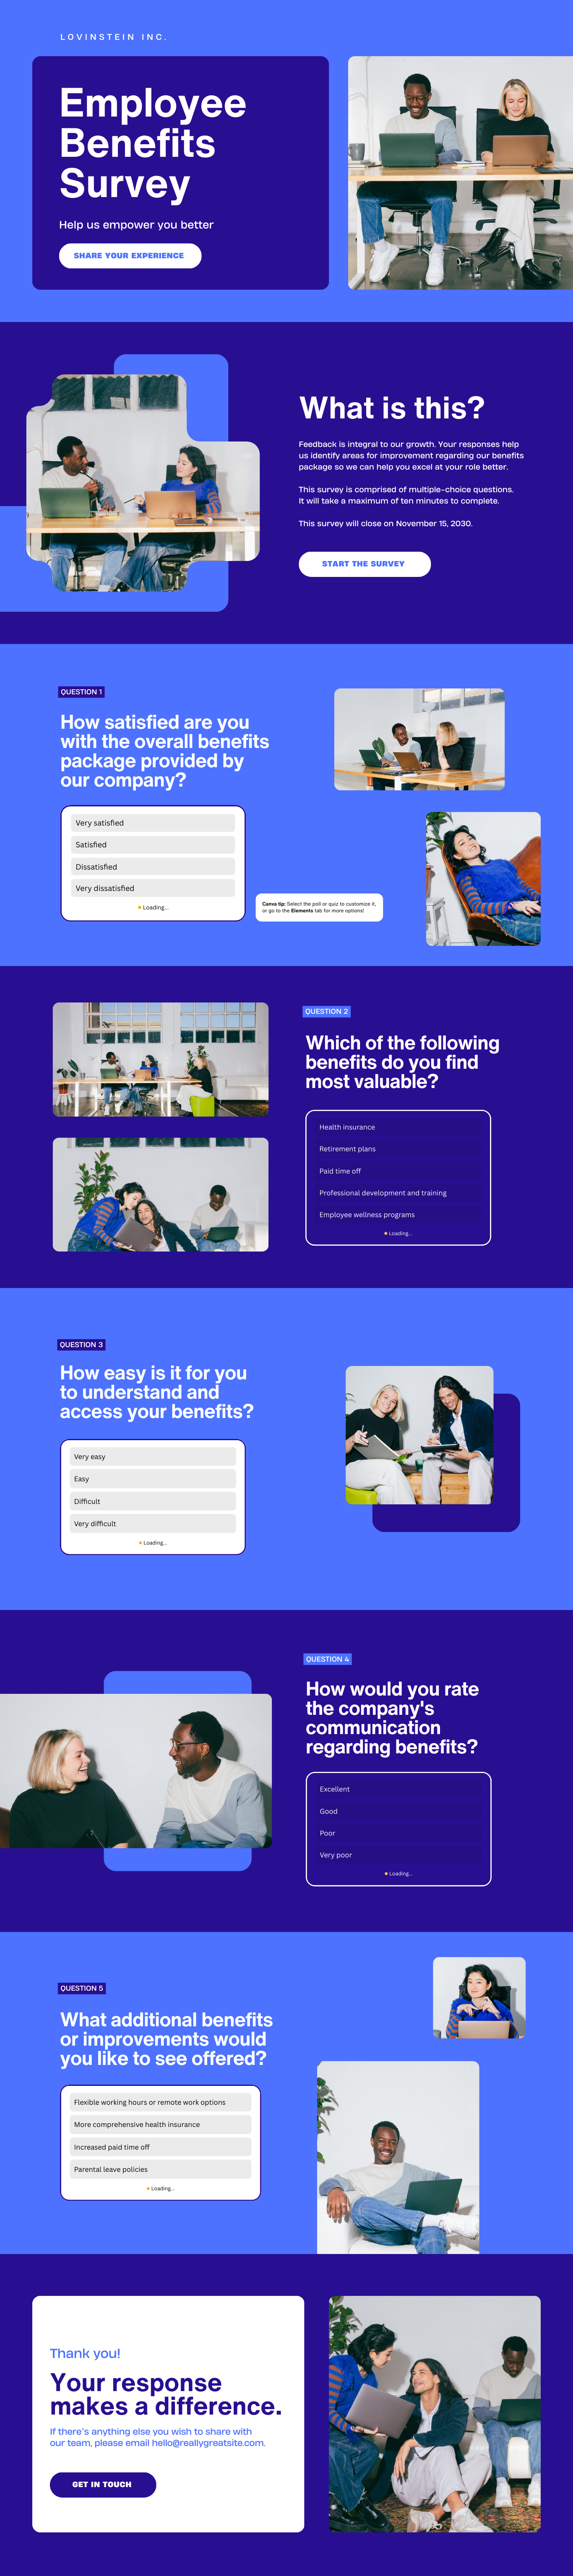 LOVINSTEIN INC.
Employee
Benefits
Survey
Help us empower you better
SHARE YOUR EXPERIENCE
What is this?
Feedback is integral to our growth. Your responses help
us identify areas for improvement regarding our benefits
package so we can help you excel at your role better.
This survey is comprised of multiple-choice questions.
It will take a maximum of ten minutes to complete.
This survey will close on November 15, 2030.
START THE SURVEY
QUESTION 1
How satisfied are you
with the overall benefits
package provided by
our company?
Very satisfied
Satisfied
Dissatisfied
Very dissatisfied
Loading...
Canva tip: Select the poll or quiz to customize it,
or go to the Elements tab for more options!
QUESTION 2
Which of the following
benefits do you find
most valuable?
Health insurance
Retirement plans
Paid time off
Professional development and training
Employee wellness programs
Loading...
QUESTION 3
How easy is it for you
to understand and
access your benefits?
Very easy
Easy
Difficult
Very difficult
Loading...
QUESTION 4
How would you rate
the company's
communication
regarding benefits?
Excellent
Good
Poor
Very poor
Loading...
QUESTION 5
What additional benefits
or improvements would
you like to see offered?
Flexible working hours or remote work options
More comprehensive health insurance
Increased paid time off
Parental leave policies
Loading...
Thank you!
Your response
makes a difference.
If there's anything else you wish to share with
our team, please email hello@reallygreatsite.com.
GET IN TOUCH